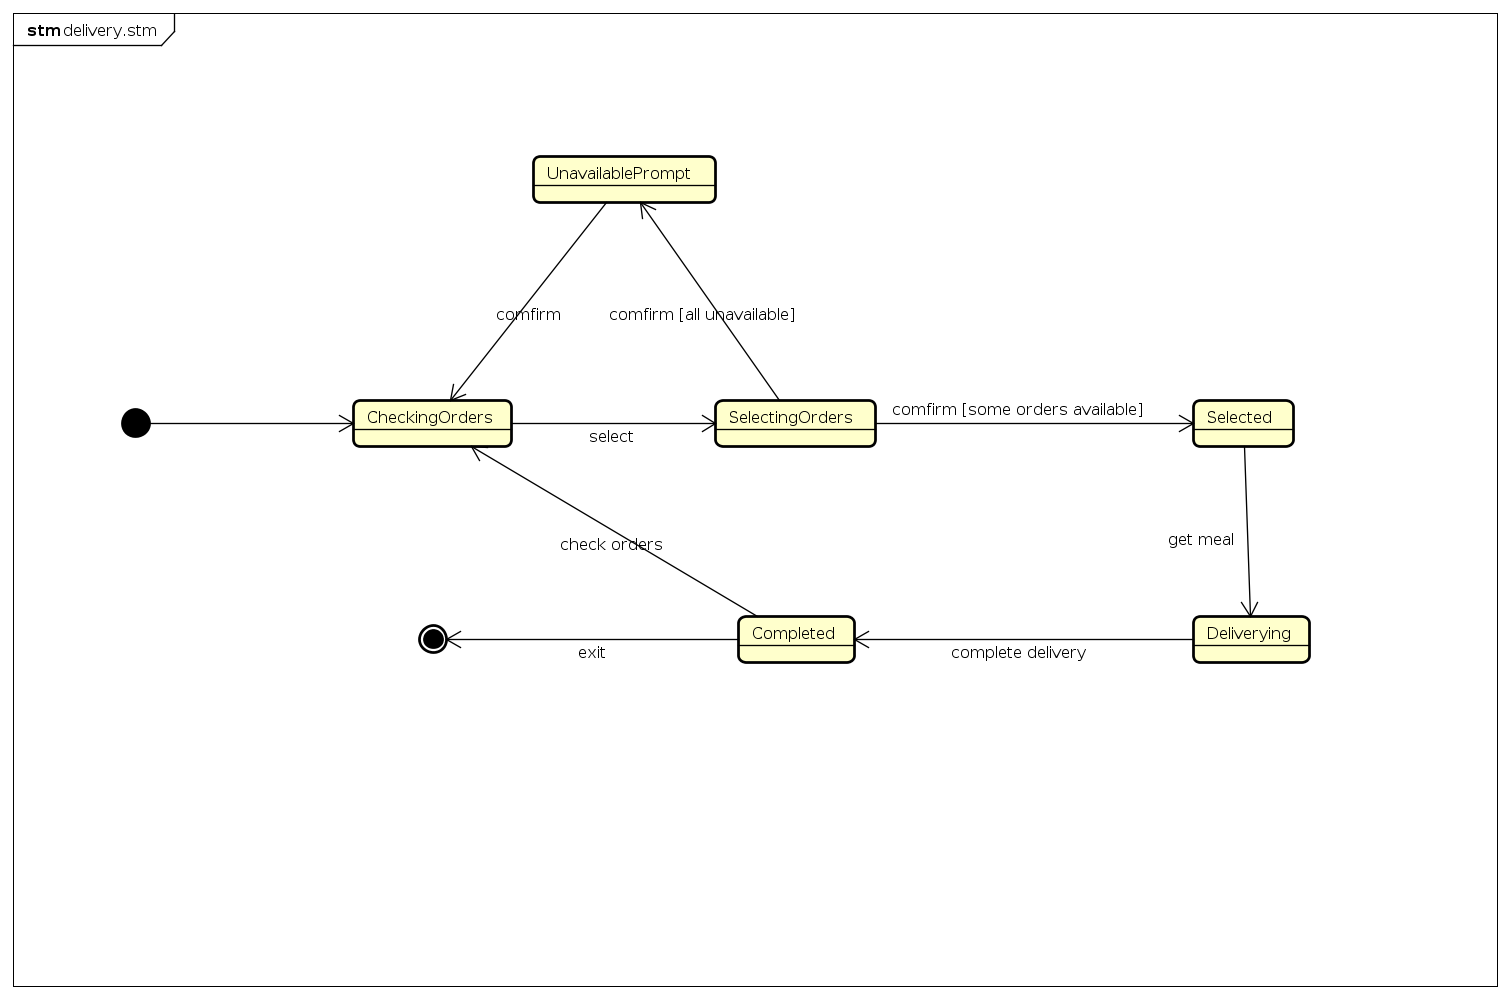 stm delivery.stm
UnavailablePrompt
comfirm
comfirm [all unavailable]
CheckingOrders
select
SelectingOrders
comfirm [some orders available]
Selected
check orders
get meal
exit
Completed
complete delivery
Deliverying